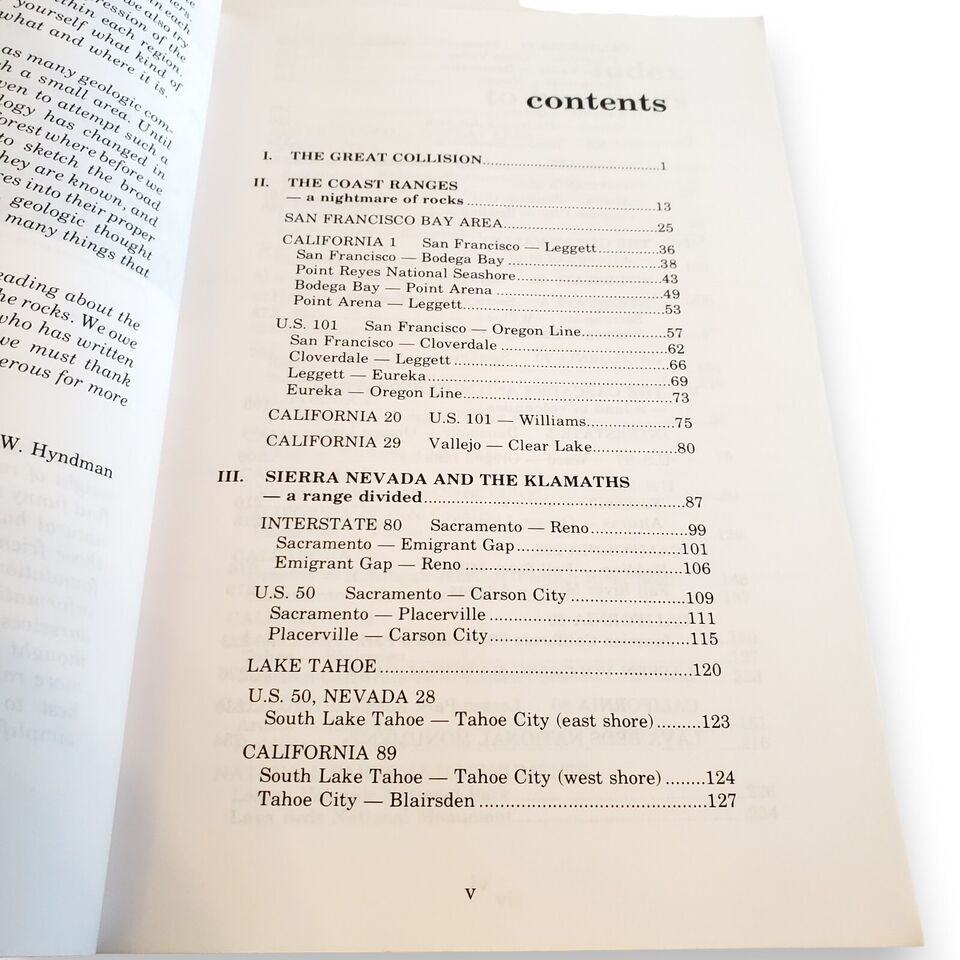 yourself what kind of
what and where it is.
as many geologic com-
h a small area. Until
ven to attempt such a
logy has changed in
forest where before we
to sketch the broad
hey are known, and
res into their proper
geologic thought
many things that
eading about the
he rocks. We owe
who has written
we must thank
erous for more
W. Hyndman
contents
I. THE GREAT COLLISION..........1
II. THE COAST RANGES
— a nightmare of rocks..........13
SAN FRANCISCO BAY AREA..........25
CALIFORNIA 1 San Francisco — Leggett..........36
San Francisco — Bodega Bay..........38
Point Reyes National Seashore..........43
Bodega Bay — Point Arena..........49
Point Arena — Leggett..........53
U.S. 101 San Francisco — Oregon Line..........57
San Francisco — Cloverdale..........62
Cloverdale — Leggett..........66
Leggett — Eureka..........69
Eureka — Oregon Line..........73
CALIFORNIA 20 U.S. 101 — Williams..........75
CALIFORNIA 29 Vallejo — Clear Lake..........80
III. SIERRA NEVADA AND THE KLAMATHS
— a range divided..........87
INTERSTATE 80 Sacramento — Reno..........99
Sacramento — Emigrant Gap..........101
Emigrant Gap — Reno..........106
U.S. 50 Sacramento — Carson City..........109
Sacramento — Placerville..........111
Placerville — Carson City..........115
LAKE TAHOE..........120
U.S. 50, NEVADA 28
South Lake Tahoe — Tahoe City (east shore)..........123
CALIFORNIA 89
South Lake Tahoe — Tahoe City (west shore)..........124
Tahoe City — Blairsden..........127
v